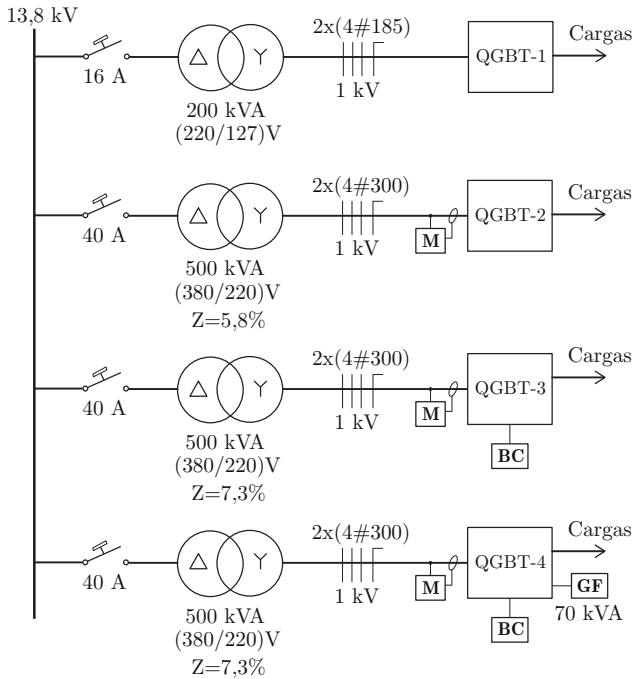 13,8 kV
2x(4#185)
Cargas
QGBT-1
16 A
1 kV
200 kVA
(220/127)V
2x(4#300)
Cargas
QGBT-2
M
40 A
1 kV
500 kVA
(380/220)V
Z=5,8%
2x(4#300)
Cargas
QGBT-3
M
40 A
1 kV
BC
500 kVA
(380/220)V
Z=7,3%
2x(4#300)
Cargas
QGBT-4
M
GF
40 A
1 kV
70 kVA
BC
500 kVA
(380/220)V
Z=7,3%